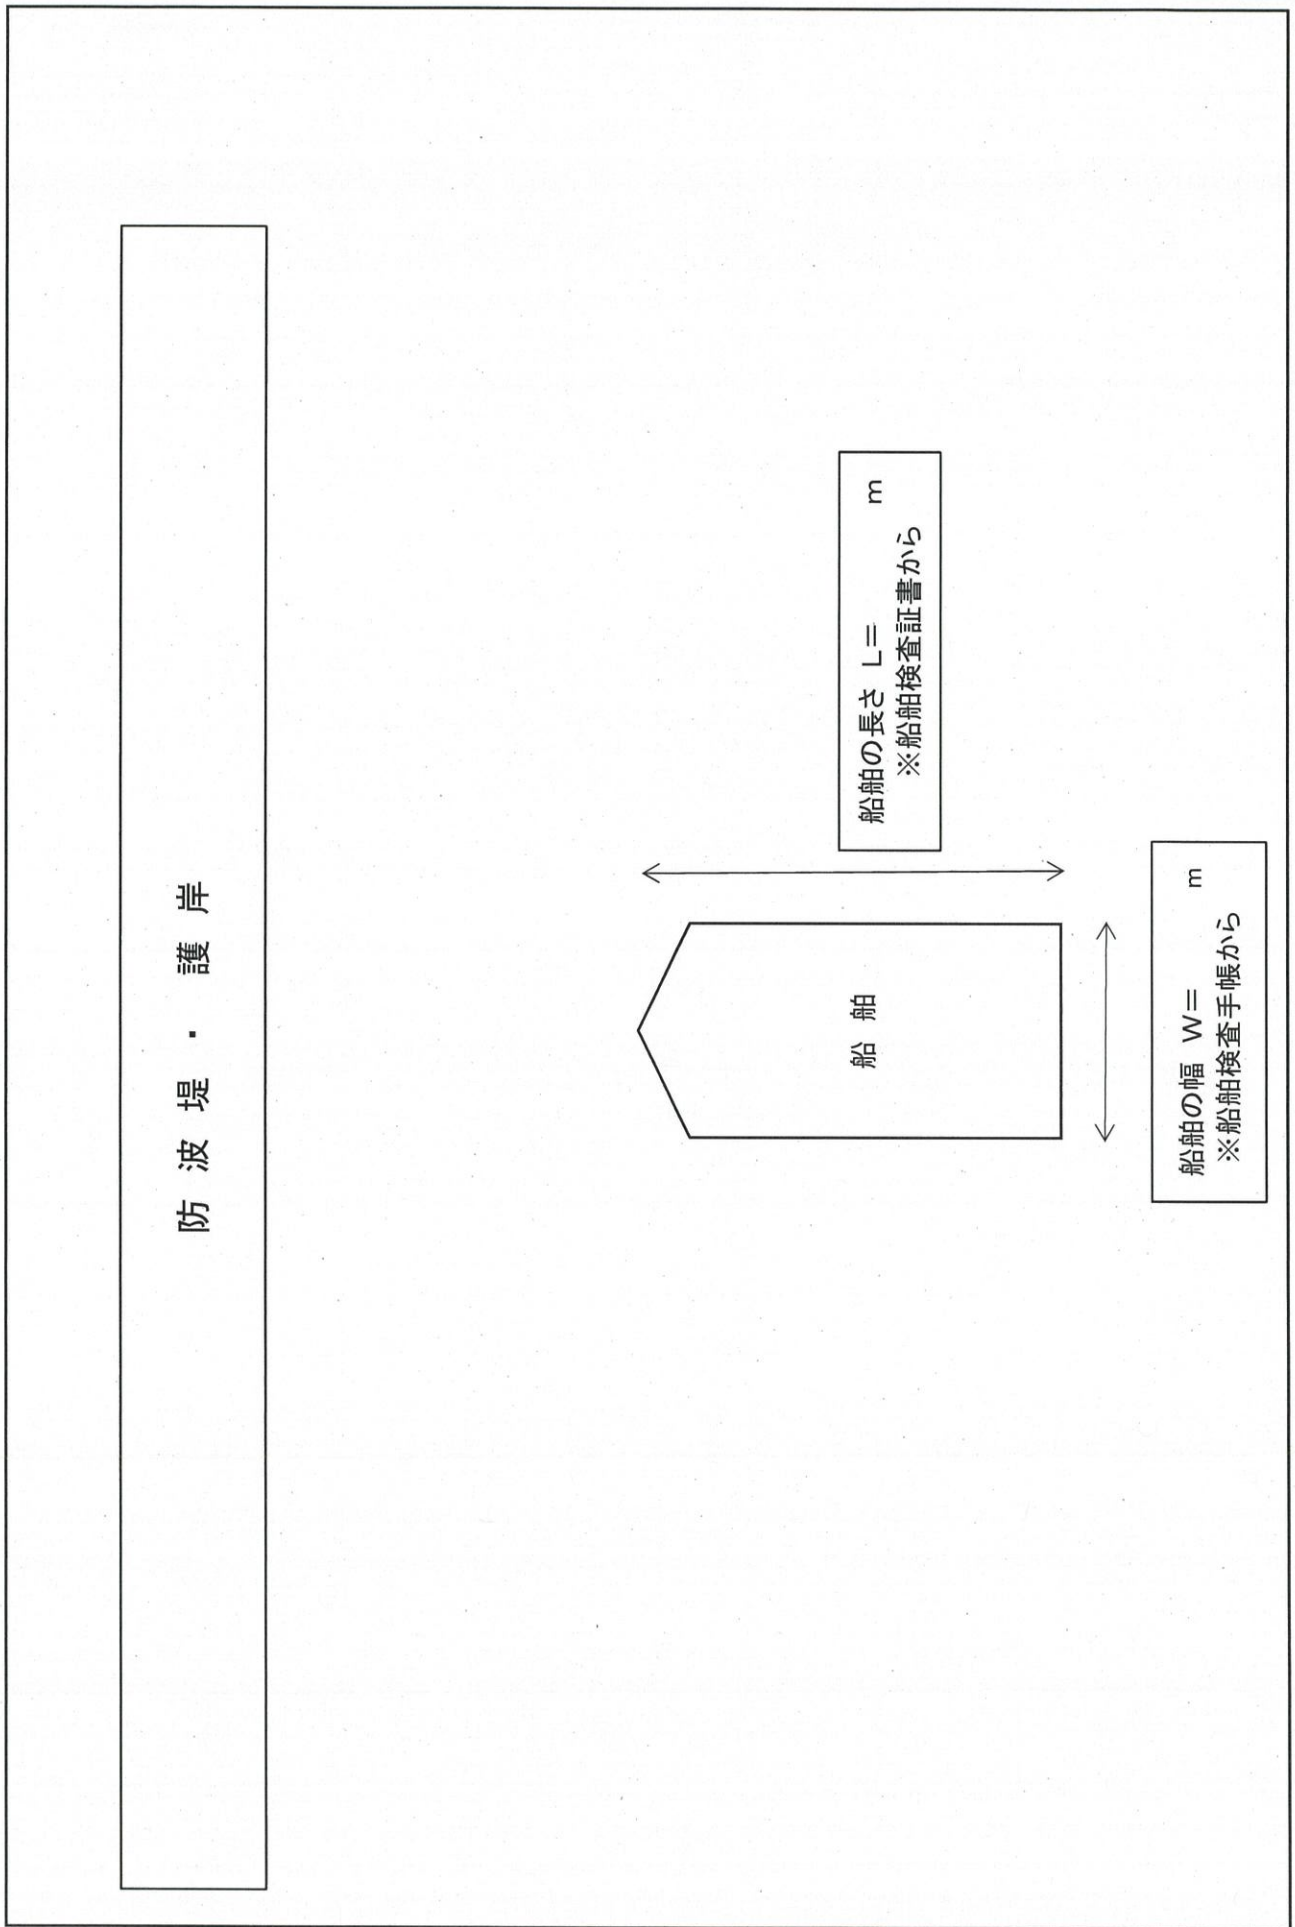 防 波 堤 ・ 護 岸
船 舶
船舶の長さ L= m
※船舶検査証書から
船舶の幅 W= m
※船舶検査手帳から